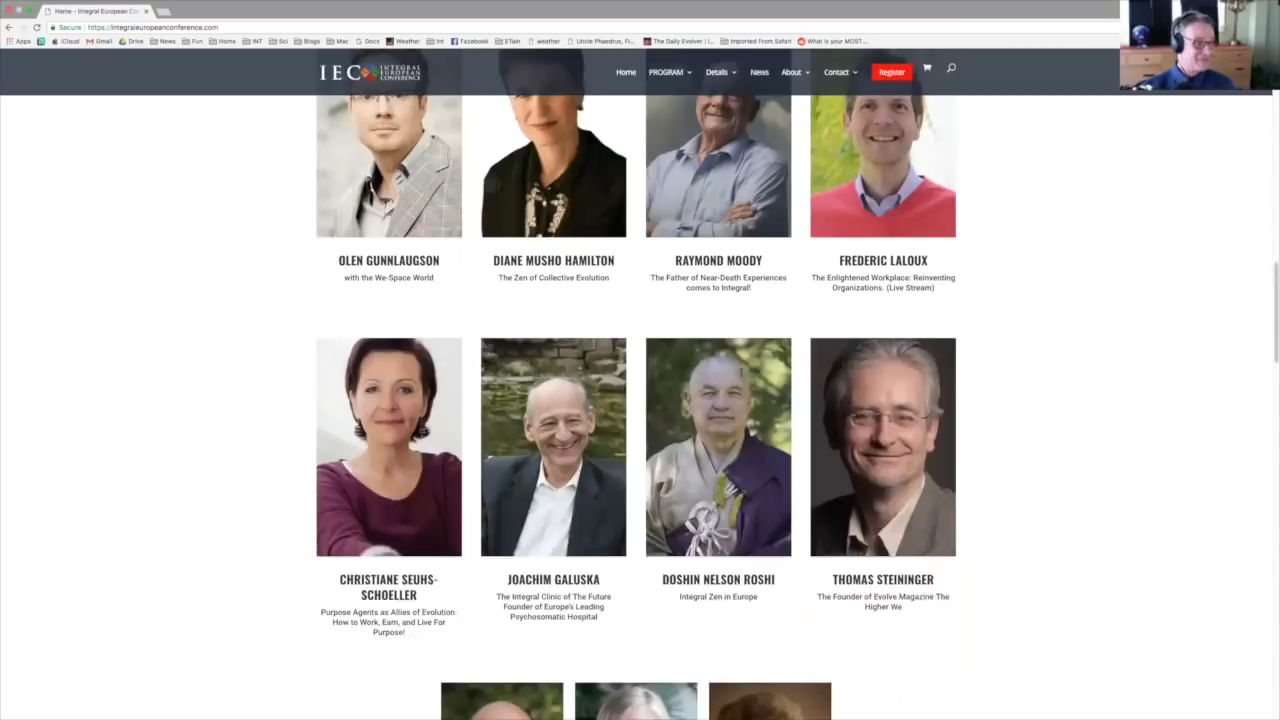 Home - Integral European Con
Secure
https://integraleuropeanconference.com
Apps
iCloud
Gmail
Drive
News
Fun
Home
INT
Sci
Blogs
Mac
Docs
Weather
Int
Facebook
ETain
weather
Uncle Phaedrus, Fi...
The Daily Evolver | I...
Imported From Safari
What is your MOST...
IEC INTEGRAL
EUROPEAN
CONFERENCE
Home
PROGRAM
Details
News
About
Contact
Register
OLEN GUNNLAUGSON
with the We-Space World
DIANE MUSHO HAMILTON
The Zen of Collective Evolution
RAYMOND MOODY
The Father of Near-Death Experiences
comes to Integral!
FREDERIC LALOUX
The Enlightened Workplace: Reinventing
Organizations. (Live Stream)
CHRISTIANE SEUHS-
SCHOELLER
Purpose Agents as Allies of Evolution:
How to Work, Earn, and Live For
Purpose!
JOACHIM GALUSKA
The Integral Clinic of The Future
Founder of Europe's Leading
Psychosomatic Hospital
DOSHIN NELSON ROSHI
Integral Zen in Europe
THOMAS STEININGER
The Founder of Evolve Magazine The
Higher We